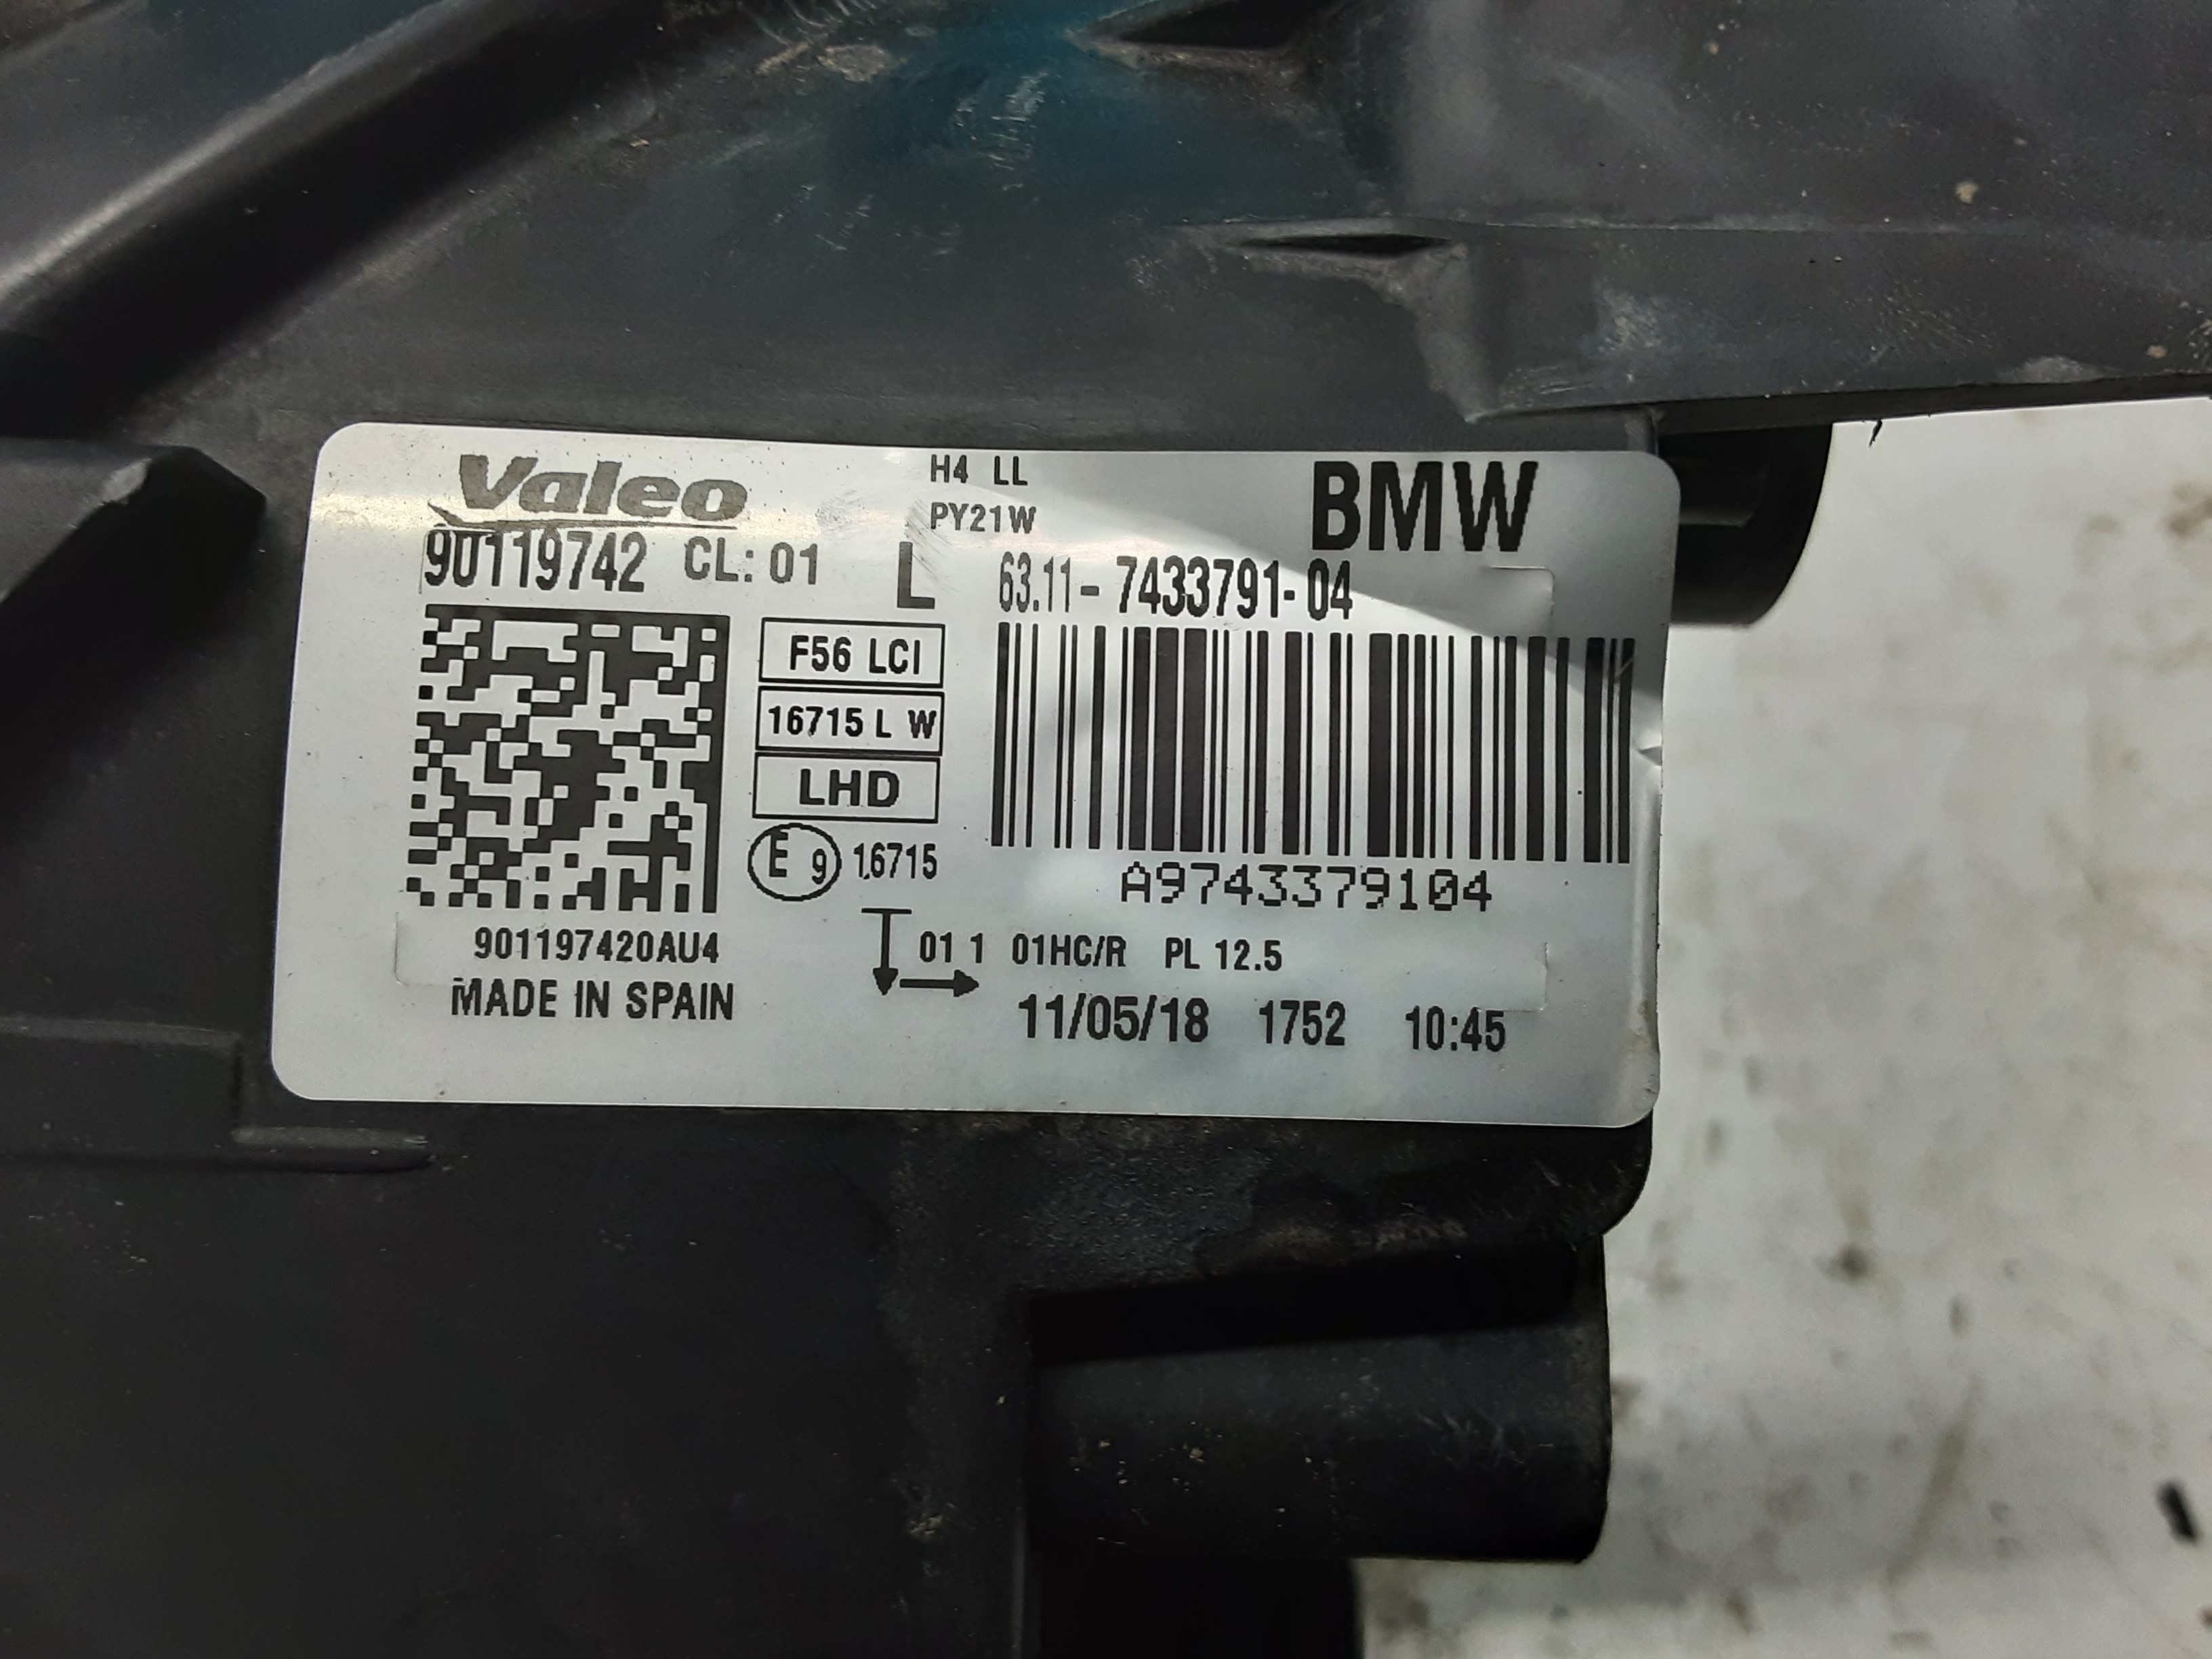 Valeo
H4 LL
PY21W
BMW
90119742 CL: 01
L
63.11- 7433791-04
F56 LCI
16715 L W
LHD
E 9 16715
A9743379104
901197420AU4
MADE IN SPAIN
01 1 01HC/R PL 12.5
11/05/18 1752 10:45